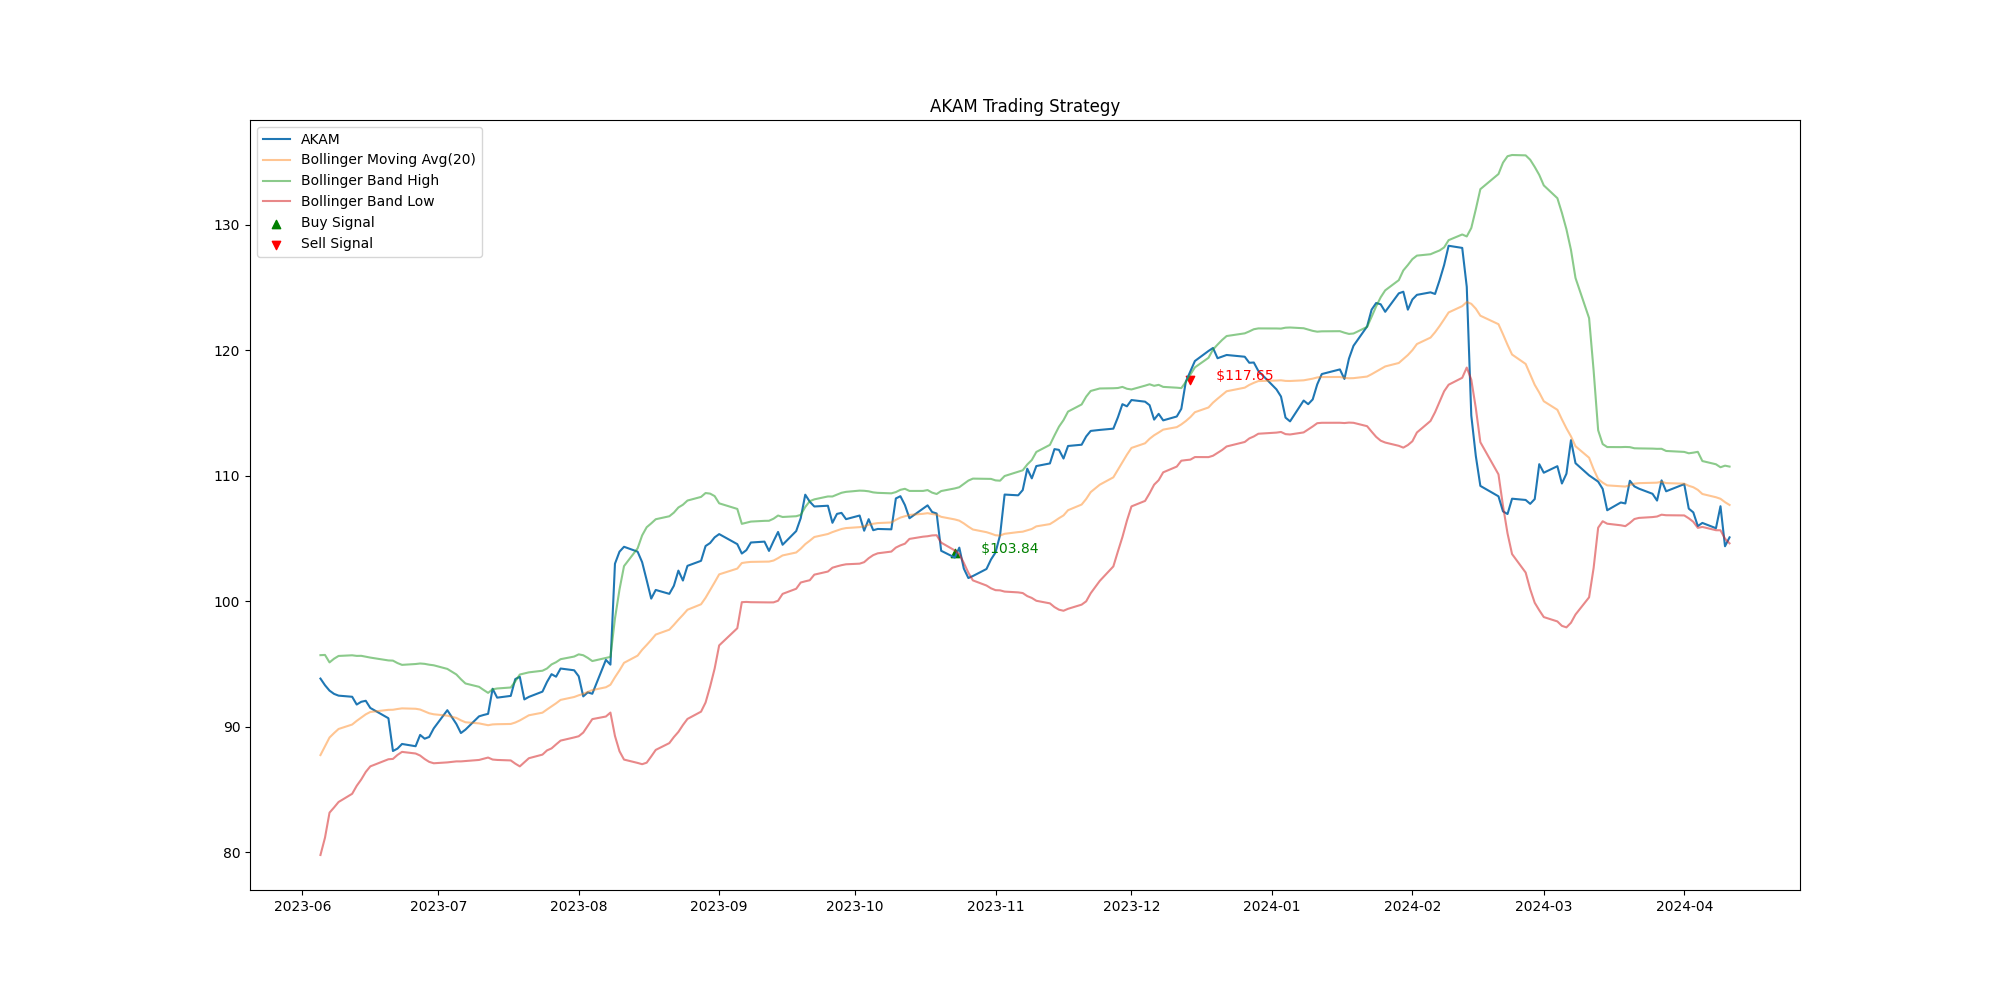 AKAM Trading Strategy
AKAM
Bollinger Moving Avg(20)
Bollinger Band High
Bollinger Band Low
Buy Signal
Sell Signal
130
120
110
100
90
80
$117.65
$103.84
2023-06 2023-07 2023-08 2023-09 2023-10 2023-11 2023-12 2024-01 2024-02 2024-03 2024-04